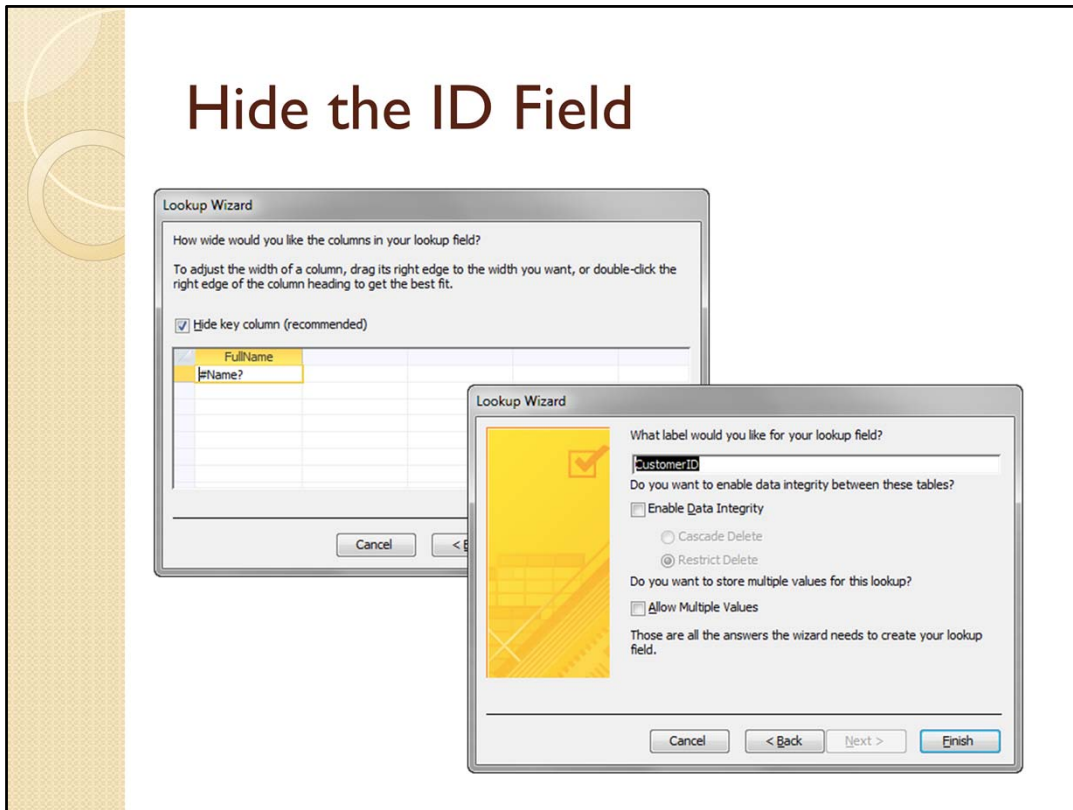 Hide the ID Field
Lookup Wizard
How wide would you like the columns in your lookup field?
To adjust the width of a column, drag its right edge to the width you want, or double-click the
right edge of the column heading to get the best fit.
Hide key column (recommended)
FullName
#Name?
Cancel
<
Lookup Wizard
What label would you like for your lookup field?
CustomerID
Do you want to enable data integrity between these tables?
Enable Data Integrity
Cascade Delete
Restrict Delete
Do you want to store multiple values for this lookup?
Allow Multiple Values
Those are all the answers the wizard needs to create your lookup
field.
Cancel < Back Next > Finish